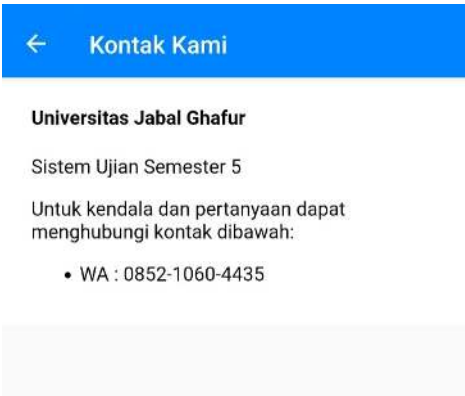 Kontak Kami
Universitas Jabal Ghafur
Sistem Ujian Semester 5
Untuk kendala dan pertanyaan dapat
menghubungi kontak dibawah:
• WA : 0852-1060-4435